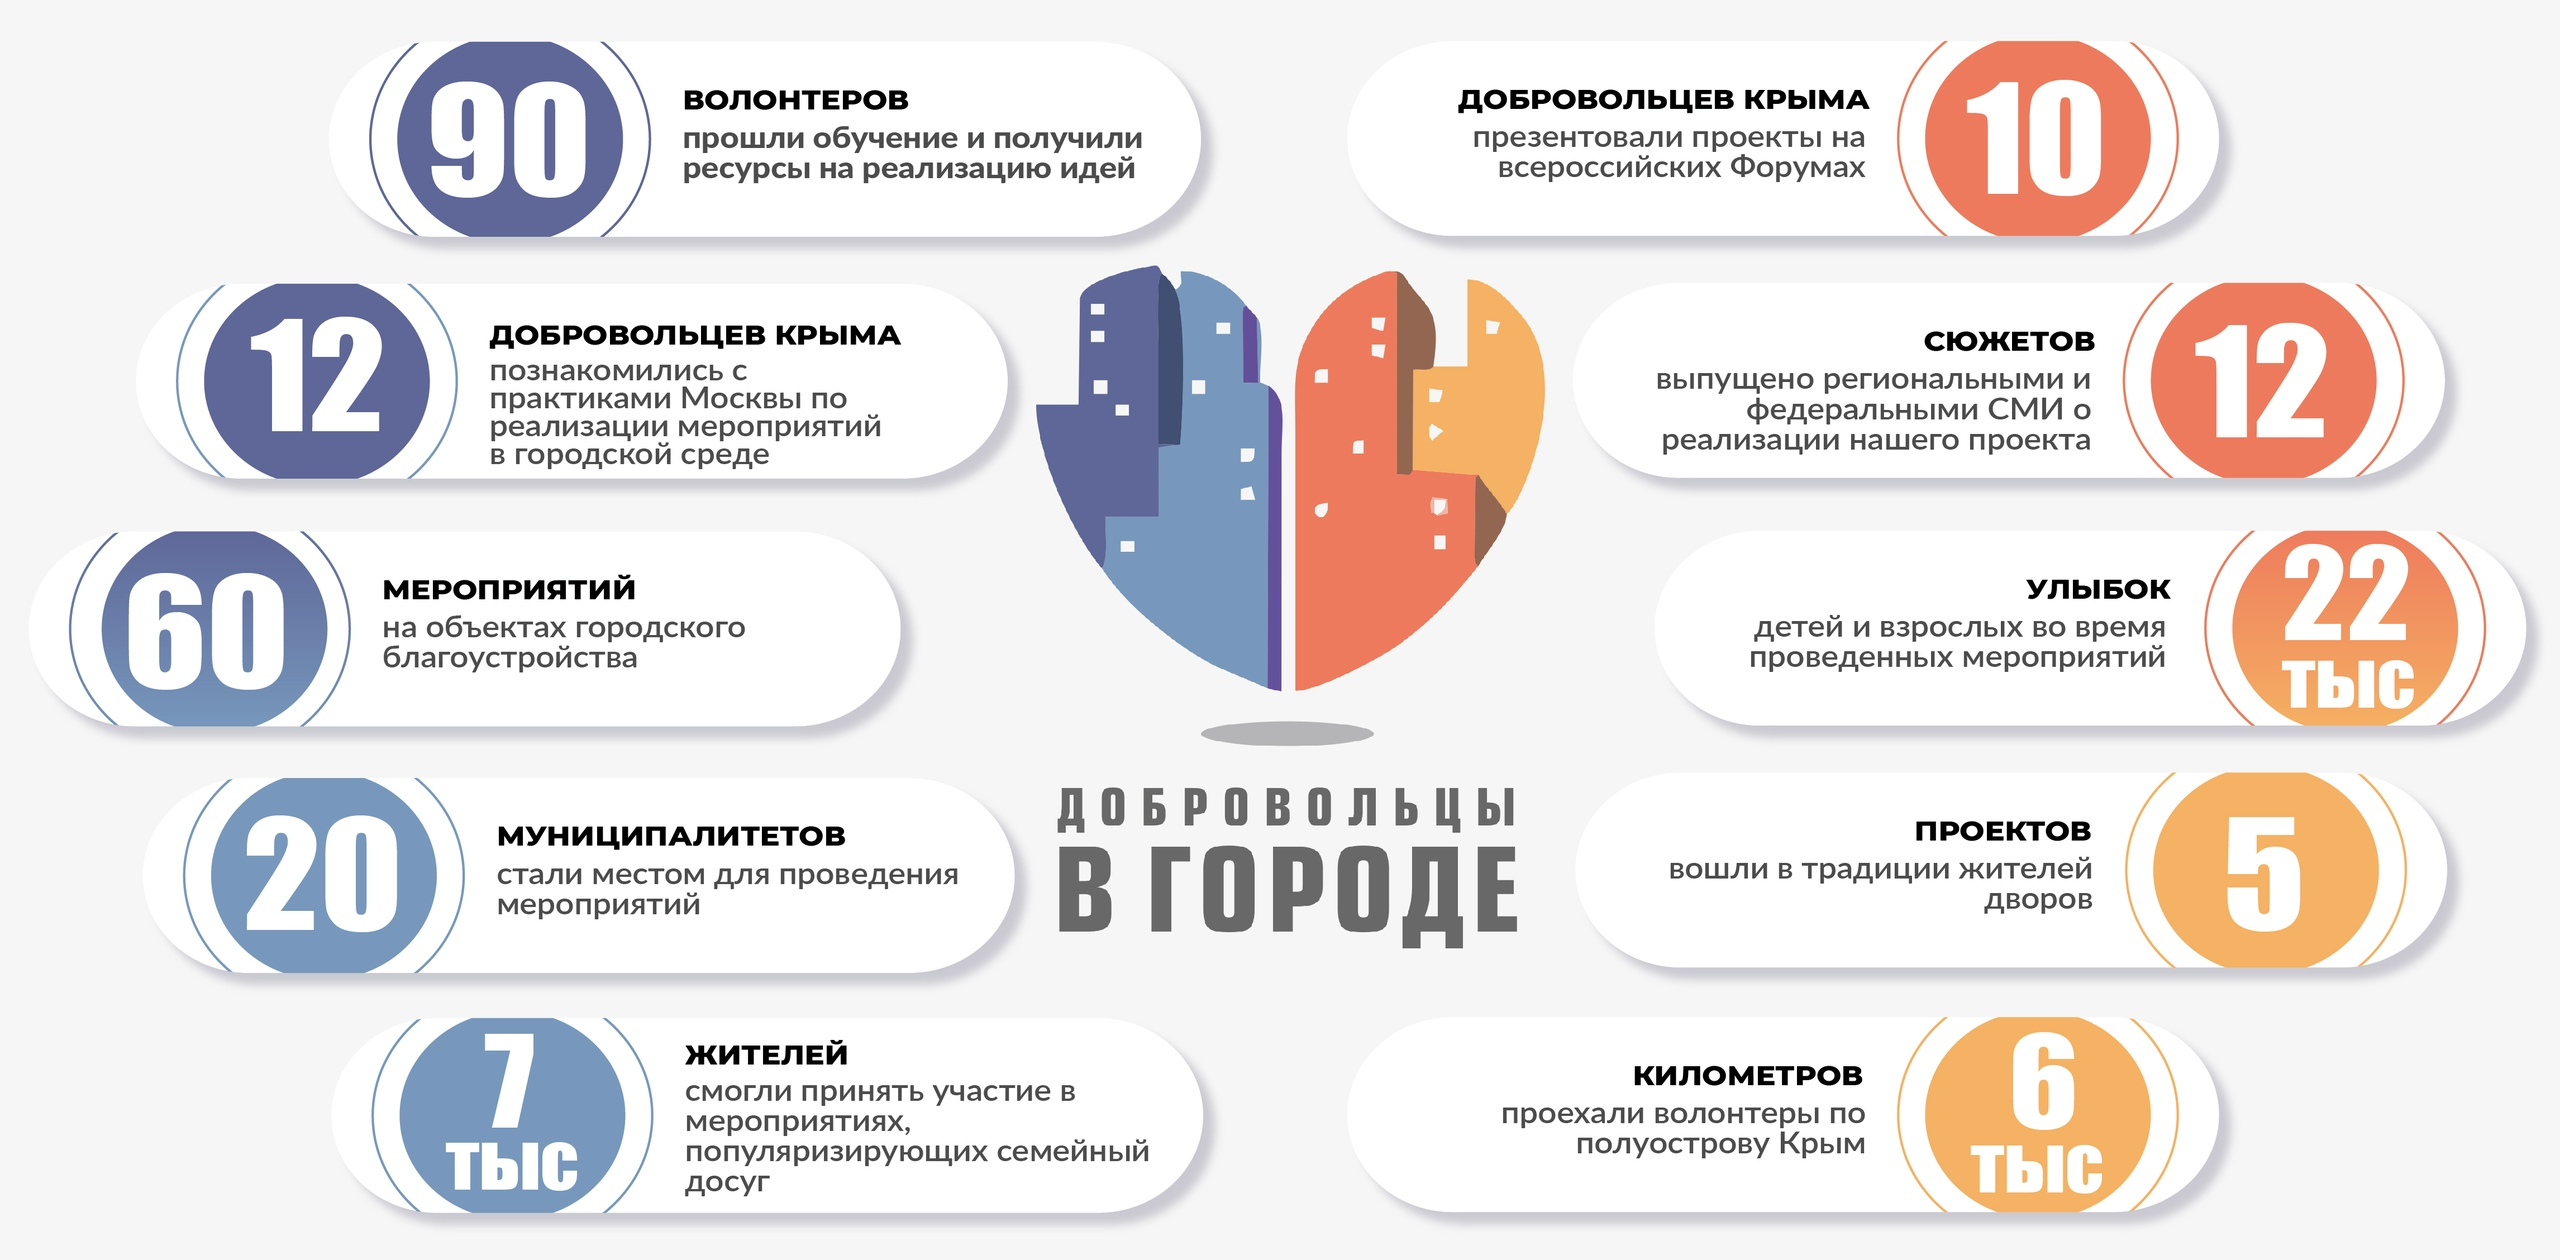 90
ВОЛОНТЕРОВ
прошли обучение и получили
ресурсы на реализацию идей
12
ДОБРОВОЛЬЦЕВ КРЫМА
познакомились с
практиками Москвы по
реализации мероприятий
в городской среде
60
МЕРОПРИЯТИЙ
на объектах городского
благоустройства
20
МУНИЦИПАЛИТЕТОВ
стали местом для проведения
мероприятий
7
ТЫС
ЖИТЕЛЕЙ
смогли принять участие в
мероприятиях,
популяризирующих семейный
досуг
ДОБРОВОЛЬЦЫ
В ГОРОДЕ
ДОБРОВОЛЬЦЕВ КРЫМА
презентовали проекты на
всероссийских Форумах
10
СЮЖЕТОВ
выпущено региональными и
федеральными СМИ о
реализации нашего проекта
12
УЛЫБОК
детей и взрослых во время
проведенных мероприятий
22
ТЫС
ПРОЕКТОВ
вошли в традиции жителей
дворов
5
КИЛОМЕТРОВ
проехали волонтеры по
полуострову Крым
6
ТЫС